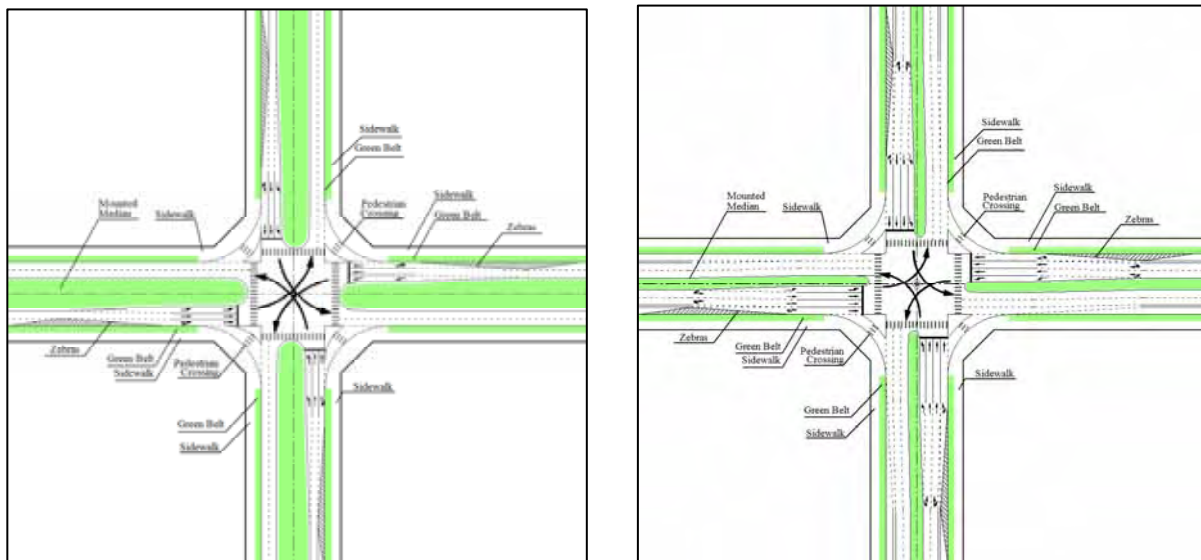 Sidewalk
Green Belt
Mounted
Median
Sidewalk
Pedestrian
Crossing
Sidewalk
Green Belt
Zebras
Zebras
Green Belt
Sidewalk
Pedestrian
Crossing
Sidewalk
Green Belt
Sidewalk
Sidewalk
Green Belt
Mounted
Median
Sidewalk
Pedestrian
Crossing
Sidewalk
Green Belt
Zebras
Zebras
Green Belt
Sidewalk
Pedestrian
Crossing
Sidewalk
Green Belt
Sidewalk